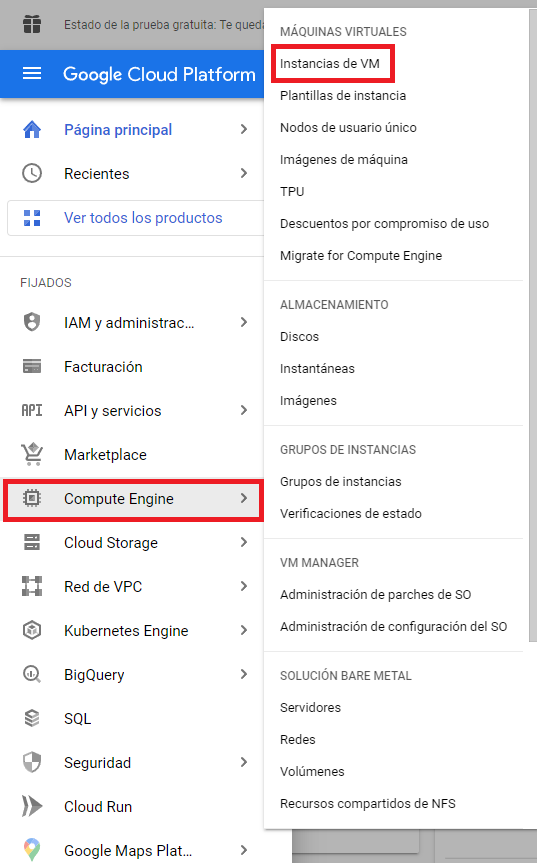 Estado de la prueba gratuita: Te queda
Google Cloud Platform
Página principal
Recientes
Ver todos los productos
FIJADOS
IAM y administrac...
Facturación
API API y servicios
Marketplace
Compute Engine
Cloud Storage
Red de VPC
Kubernetes Engine
BigQuery
SQL
Seguridad
Cloud Run
Google Maps Plat...
MÁQUINAS VIRTUALES
Instancias de VM
Plantillas de instancia
Nodos de usuario único
Imágenes de máquina
TPU
Descuentos por compromiso de uso
Migrate for Compute Engine
ALMACENAMIENTO
Discos
Instantáneas
Imágenes
GRUPOS DE INSTANCIAS
Grupos de instancias
Verificaciones de estado
VM MANAGER
Administración de parches de SO
Administración de configuración del SO
SOLUCIÓN BARE METAL
Servidores
Redes
Volúmenes
Recursos compartidos de NFS